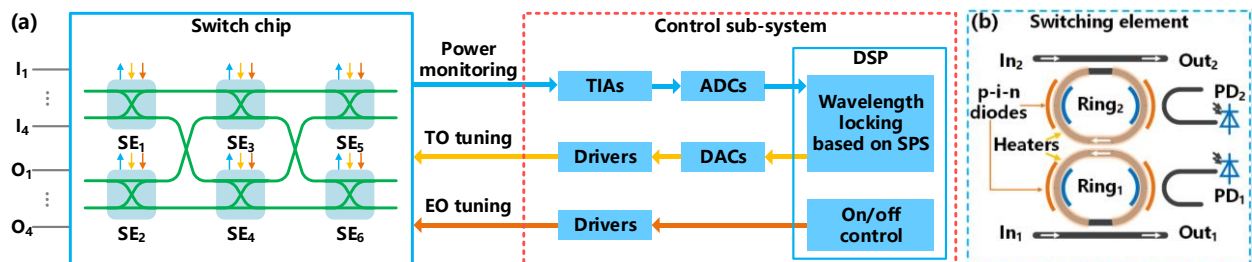 (a)
Switch chip
I1
⋮
I4
O1
⋮
O4
SE1
SE3
SE5
SE2
SE4
SE6
Power
monitoring
TO tuning
EO tuning
Control sub-system
DSP
TIAs
ADCs
Wavelength
locking
based on SPS
Drivers
DACs
Drivers
On/off
control
(b)
Switching element
In2
Out2
p-i-n
diodes
Ring2
PD2
Heaters
Ring1
PD1
In1
Out1